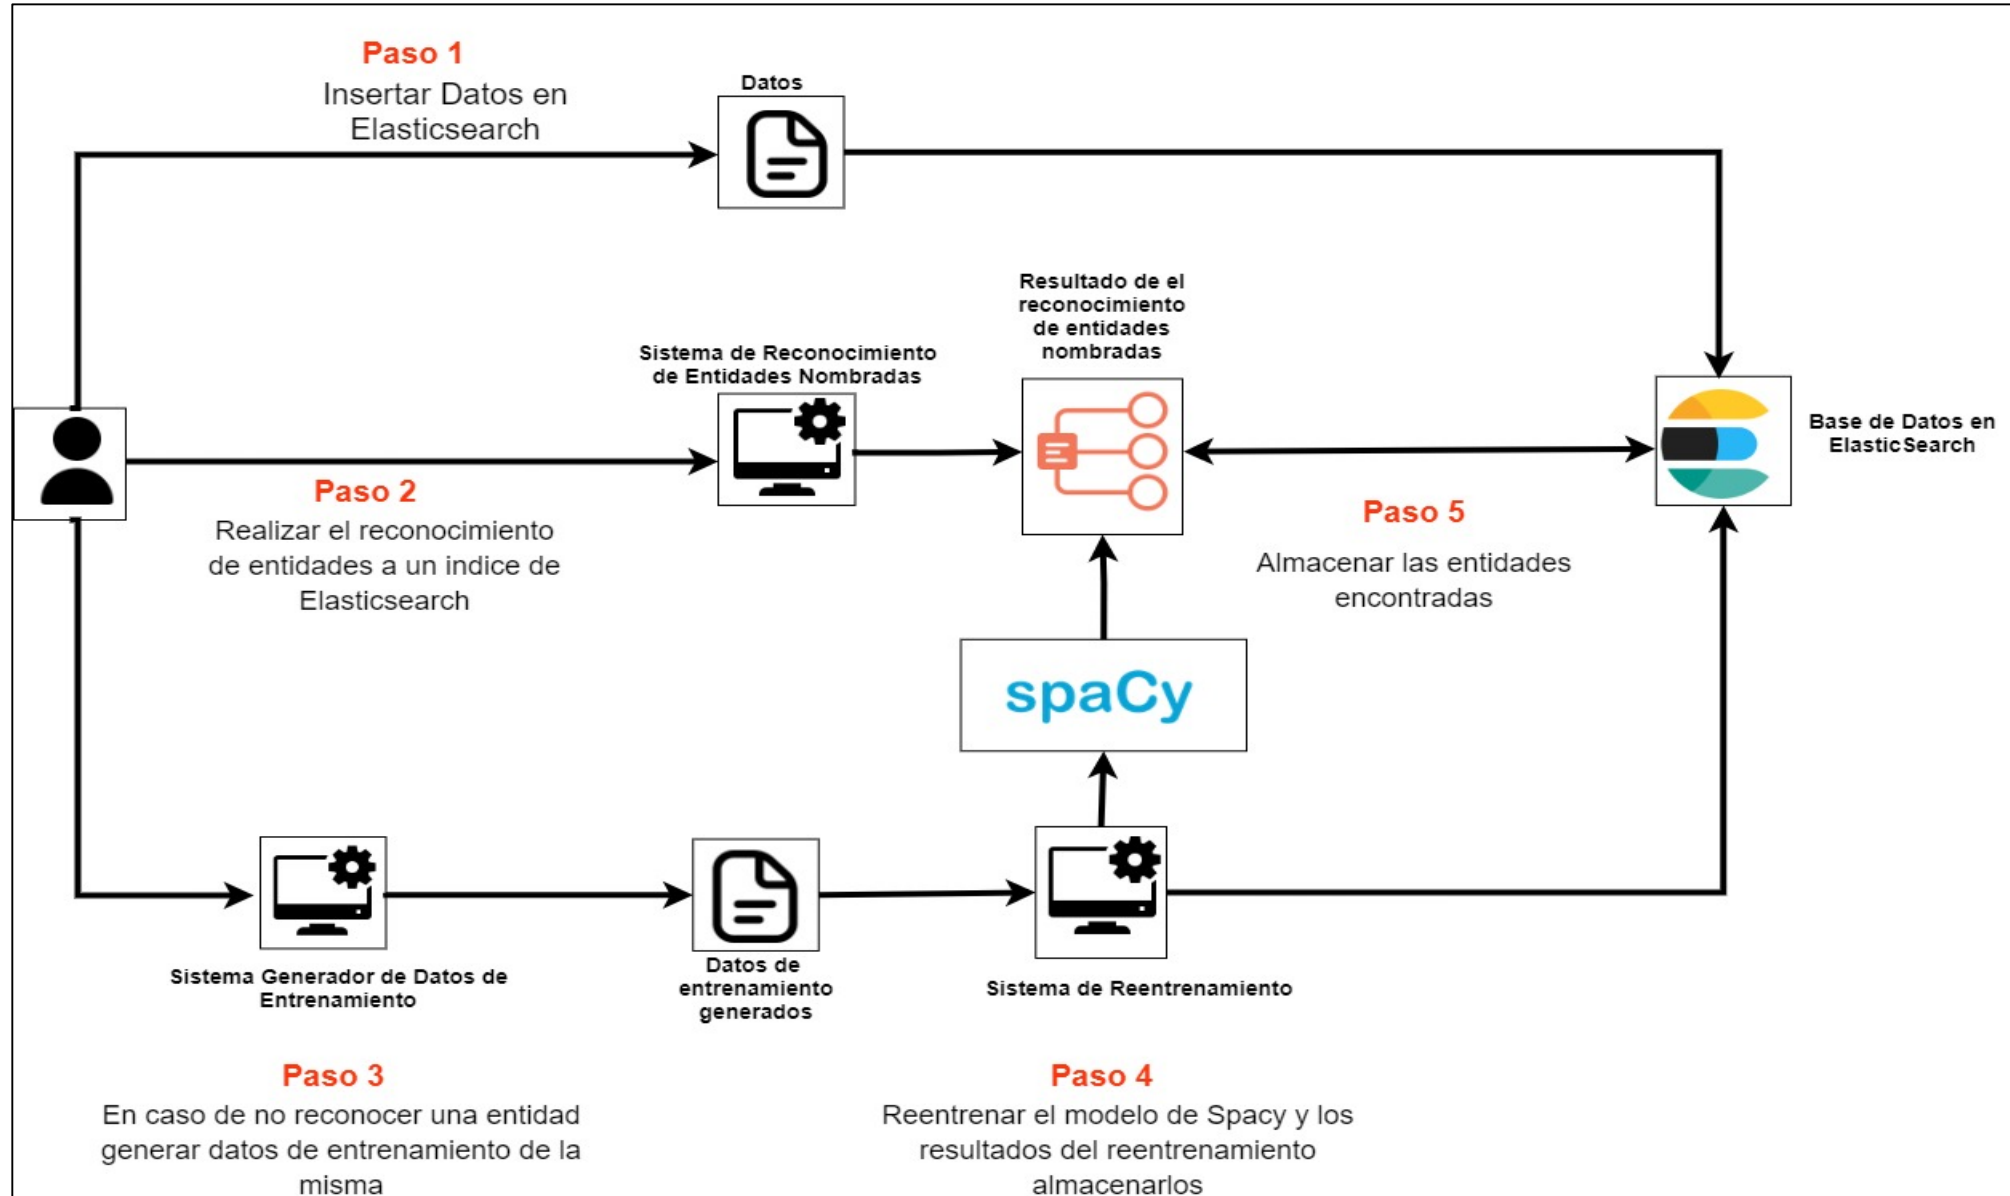 Paso 1
Insertar Datos en
Elasticsearch
Datos
Resultado de el
reconocimiento
de entidades
nombradas
Sistema de Reconocimiento
de Entidades Nombradas
Base de Datos en
ElasticSearch
Paso 2
Realizar el reconocimiento
de entidades a un indice de
Elasticsearch
Paso 5
Almacenar las entidades
encontradas
spaCy
Sistema Generador de Datos de
Entrenamiento
Datos de
entrenamiento
generados
Sistema de Reentrenamiento
Paso 3
En caso de no reconocer una entidad
generar datos de entrenamiento de la
misma
Paso 4
Reentrenar el modelo de Spacy y los
resultados del reentrenamiento
almacenarlos